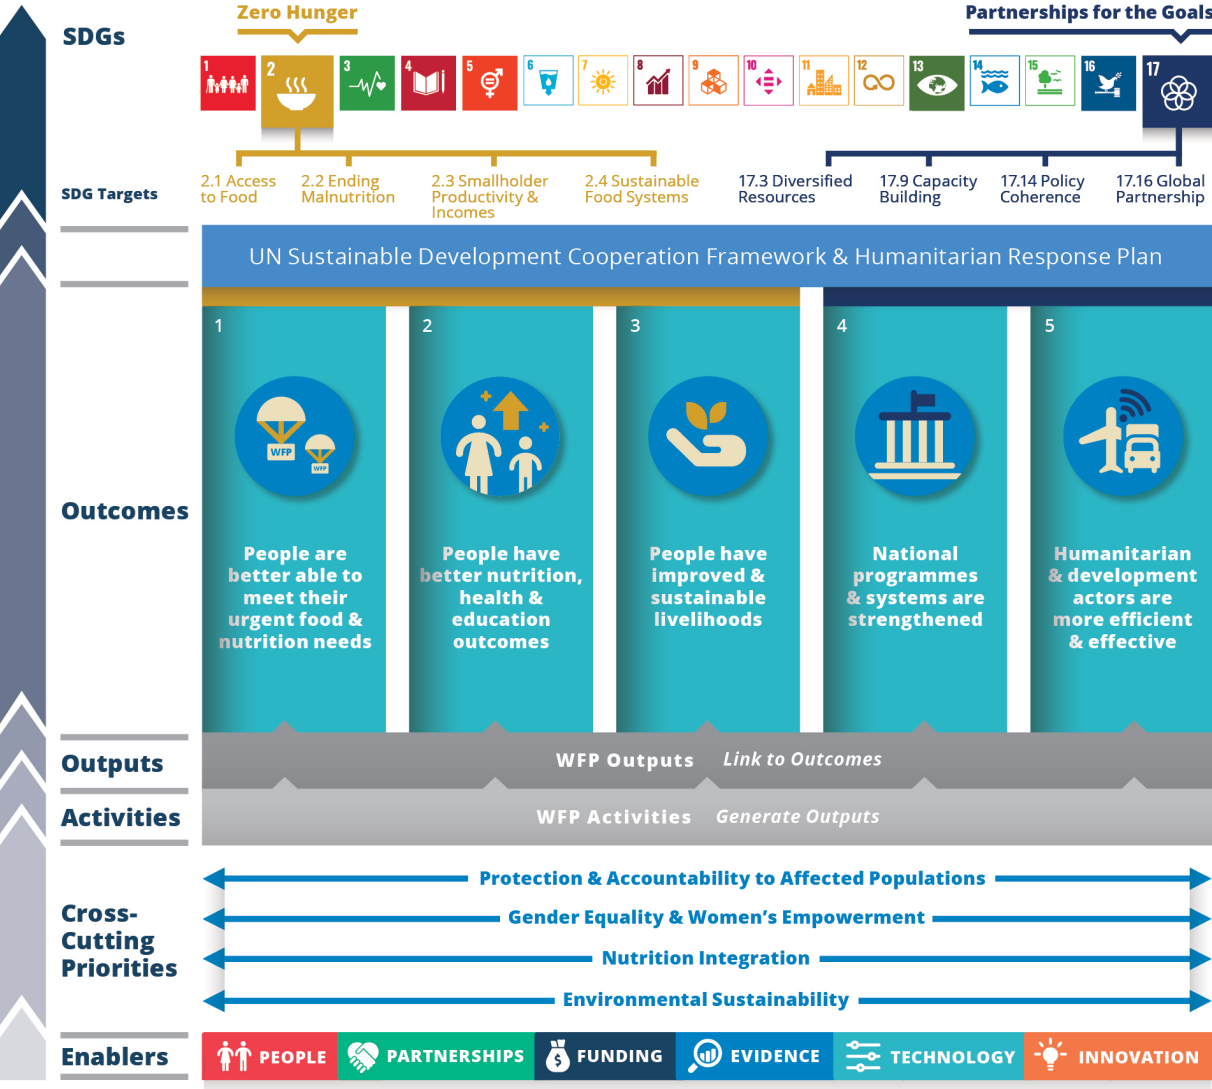 Zero Hunger
Partnerships for the Goals
SDGs
1
2
3
4
5
6
7
8
9
10
11
12
13
14
15
16
17
SDG Targets
2.1 Access
to Food
2.2 Ending
Malnutrition
2.3 Smallholder
Productivity &
Incomes
2.4 Sustainable
Food Systems
17.3 Diversified
Resources
17.9 Capacity
Building
17.14 Policy
Coherence
17.16 Global
Partnership
UN Sustainable Development Cooperation Framework & Humanitarian Response Plan
Outcomes
1
WFP
WFP
People are
better able to
meet their
urgent food &
nutrition needs
2
People have
better nutrition,
health &
education
outcomes
3
People have
improved &
sustainable
livelihoods
4
National
programmes
& systems are
strengthened
5
Humanitarian
& development
actors are
more efficient
& effective
Outputs
WFP Outputs Link to Outcomes
Activities
WFP Activities Generate Outputs
Cross-
Cutting
Priorities
Protection & Accountability to Affected Populations
Gender Equality & Women's Empowerment
Nutrition Integration
Environmental Sustainability
Enablers
PEOPLE
PARTNERSHIPS
$
FUNDING
EVIDENCE
TECHNOLOGY
INNOVATION